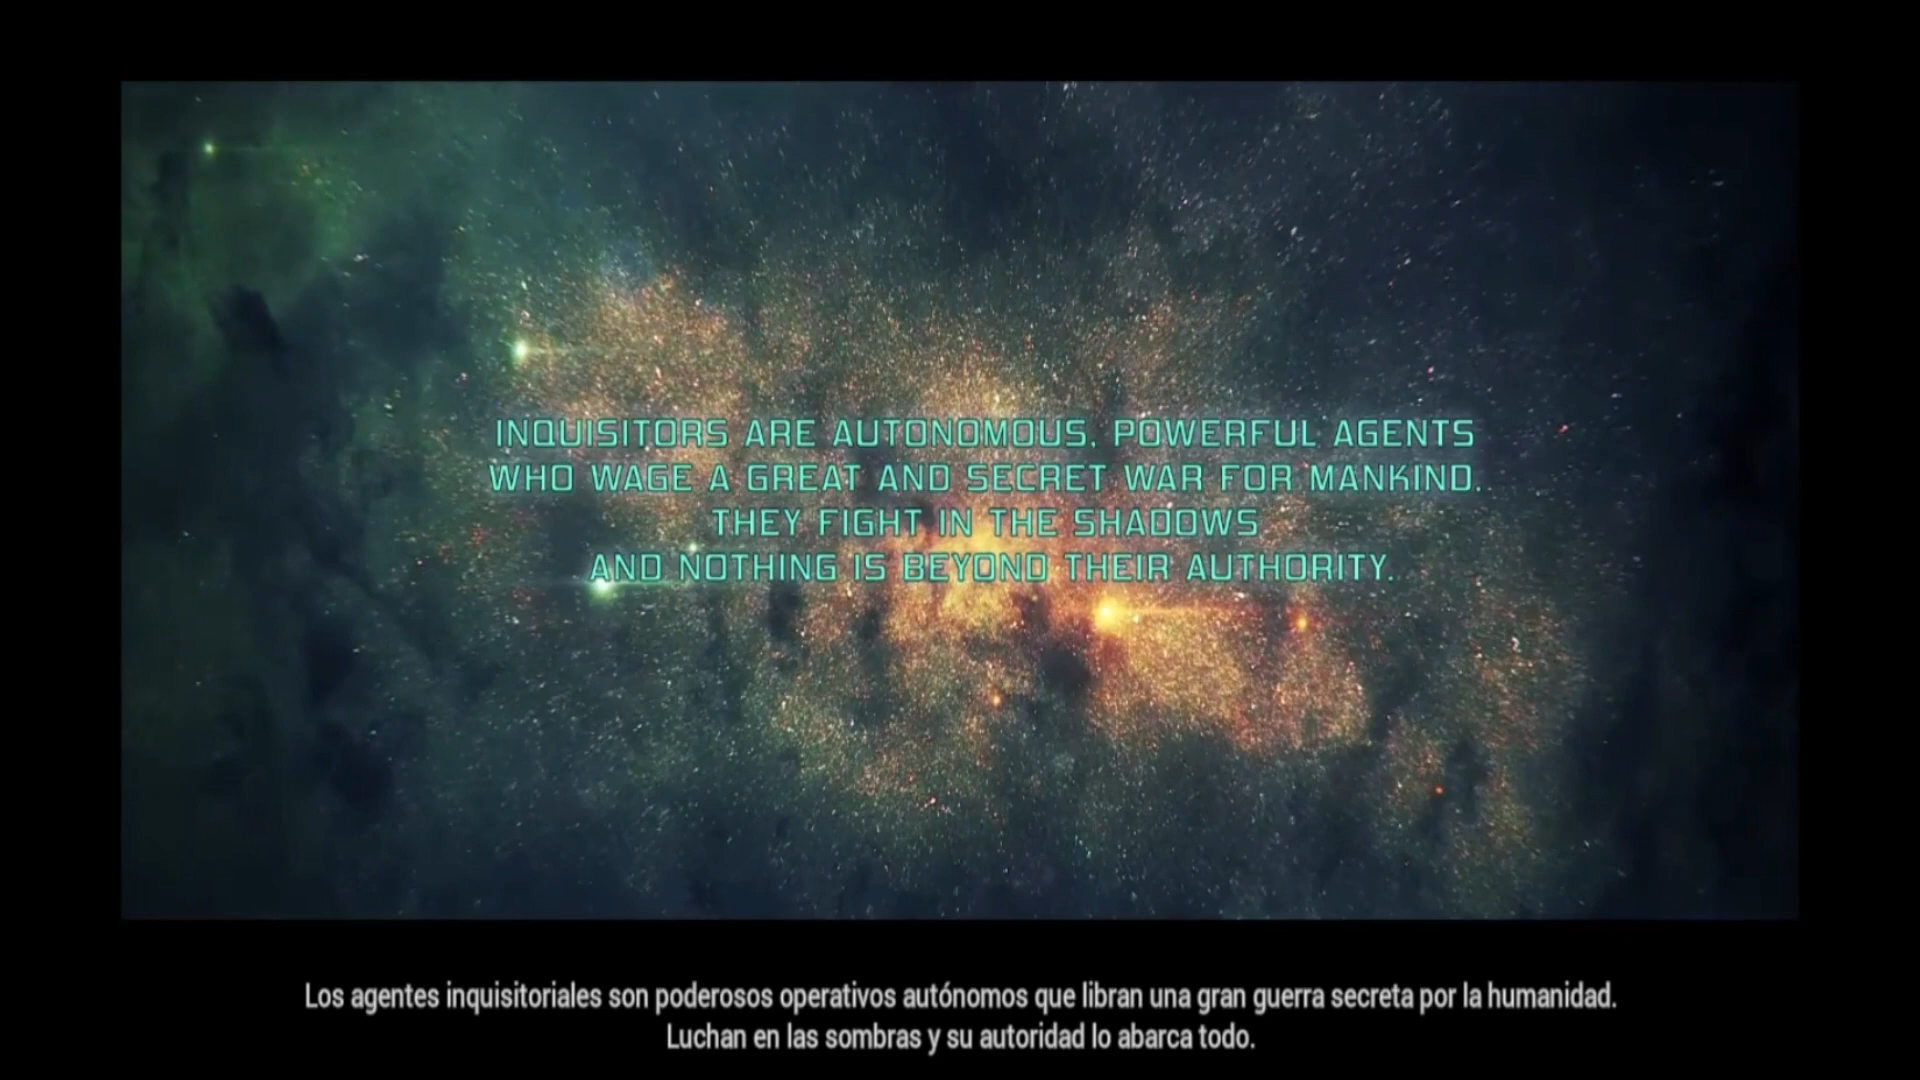 INQUISITORS ARE AUTONOMOUS, POWERFUL AGENTS
WHO WAGE A GREAT AND SECRET WAR FOR MANKIND.
THEY FIGHT IN THE SHADOWS
AND NOTHING IS BEYOND THEIR AUTHORITY.
Los agentes inquisitoriales son poderosos operativos autónomos que libran una gran guerra secreta por la humanidad.
Luchan en las sombras y su autoridad lo abarca todo.